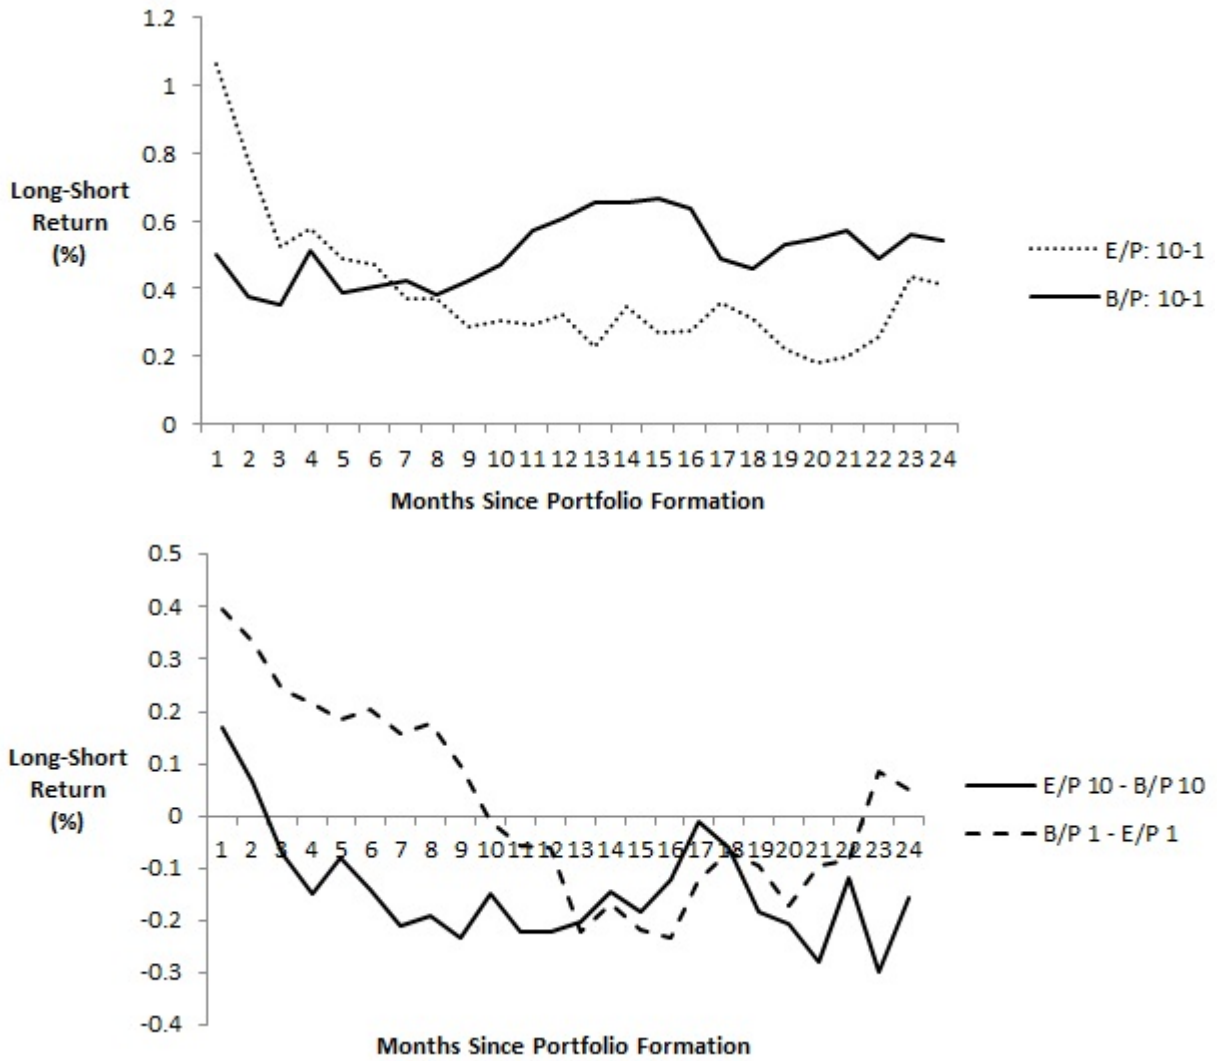 1.2
1
0.8
0.6
0.4
0.2
0
Long-Short
Return
(%)
E/P: 10-1
B/P: 10-1
1 2 3 4 5 6 7 8 9 10 11 12 13 14 15 16 17 18 19 20 21 22 23 24
Months Since Portfolio Formation
0.5
0.4
0.3
0.2
0.1
0
-0.1
-0.2
-0.3
-0.4
Long-Short
Return
(%)
E/P 10 - B/P 10
B/P 1 - E/P 1
1 2 3 4 5 6 7 8 9 10 11 12 13 14 15 16 17 18 19 20 21 22 23 24
Months Since Portfolio Formation